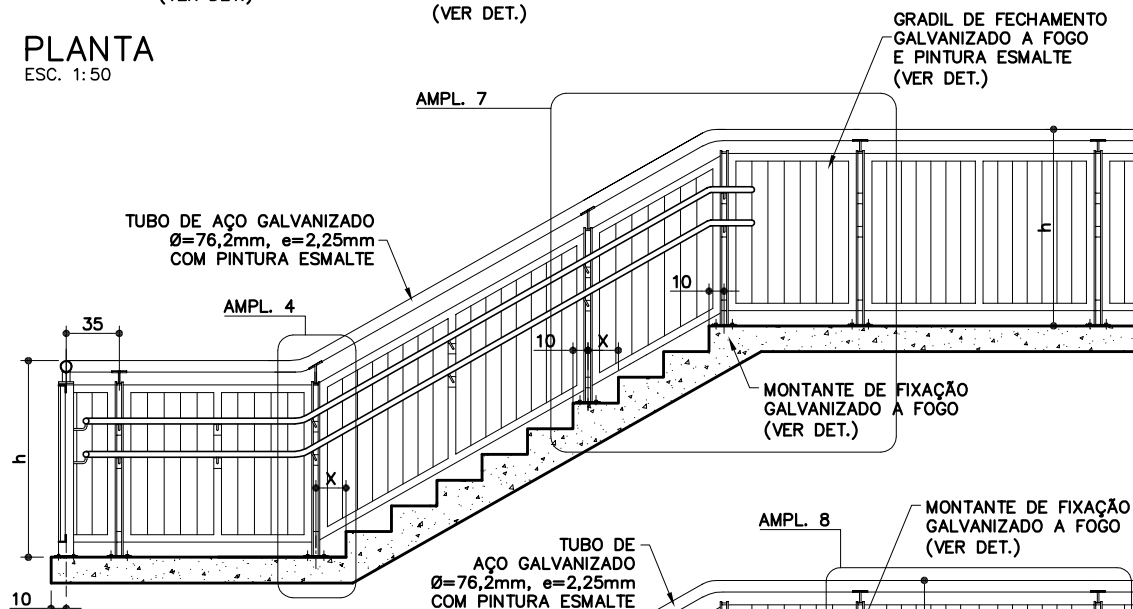 (VER DET.)
(VER DET.)
PLANTA
ESC. 1:50
GRADIL DE FECHAMENTO
GALVANIZADO A FOGO
E PINTURA ESMALTE
(VER DET.)
AMPL. 7
TUBO DE AÇO GALVANIZADO
Ø=76,2mm, e=2,25mm
COM PINTURA ESMALTE
h
10
AMPL. 4
35
10
X
MONTANTE DE FIXAÇÃO
GALVANIZADO A FOGO
(VER DET.)
h
X
MONTANTE DE FIXAÇÃO
GALVANIZADO A FOGO
(VER DET.)
AMPL. 8
TUBO DE
AÇO GALVANIZADO
Ø=76,2mm, e=2,25mm
COM PINTURA ESMALTE
10